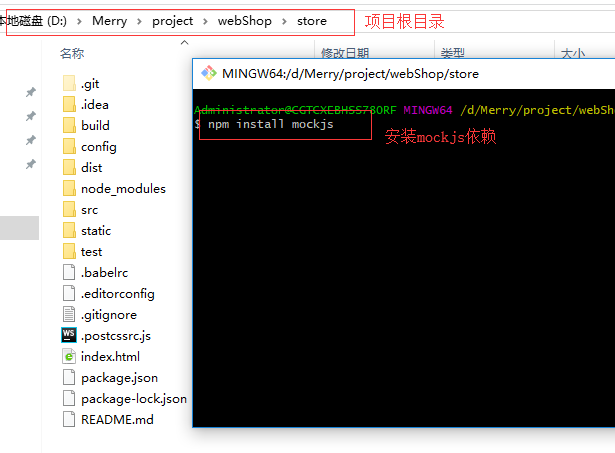 本地磁盘 (D:) > Merry > project > webShop > store
项目根目录
名称
修改日期
类型
大小
.git
.idea
build
config
dist
node_modules
src
static
test
.babelrc
.editorconfig
.gitignore
.postcssrc.js
index.html
package.json
package-lock.json
README.md
MINGW64:/d/Merry/project/webShop/store
Administrator@CGTCXEBHSS78ORF MINGW64 /d/Merry/project/webSh
$ npm install mockjs
安装mockjs依赖
WS